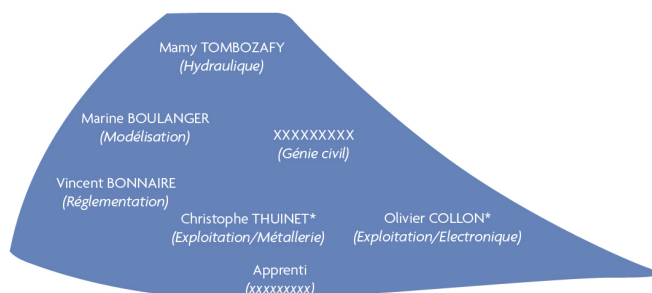 Mamy TOMBOZAFY
(Hydraulique)
Marine BOULANGER
(Modélisation)
XXXXXXXXX
(Génie civil)
Vincent BONNAIRE
(Réglementation)
Christophe THUINET*
(Exploitation/Métallerie)
Olivier COLLON*
(Exploitation/Electronique)
Apprenti
(xxxxxxxxx)